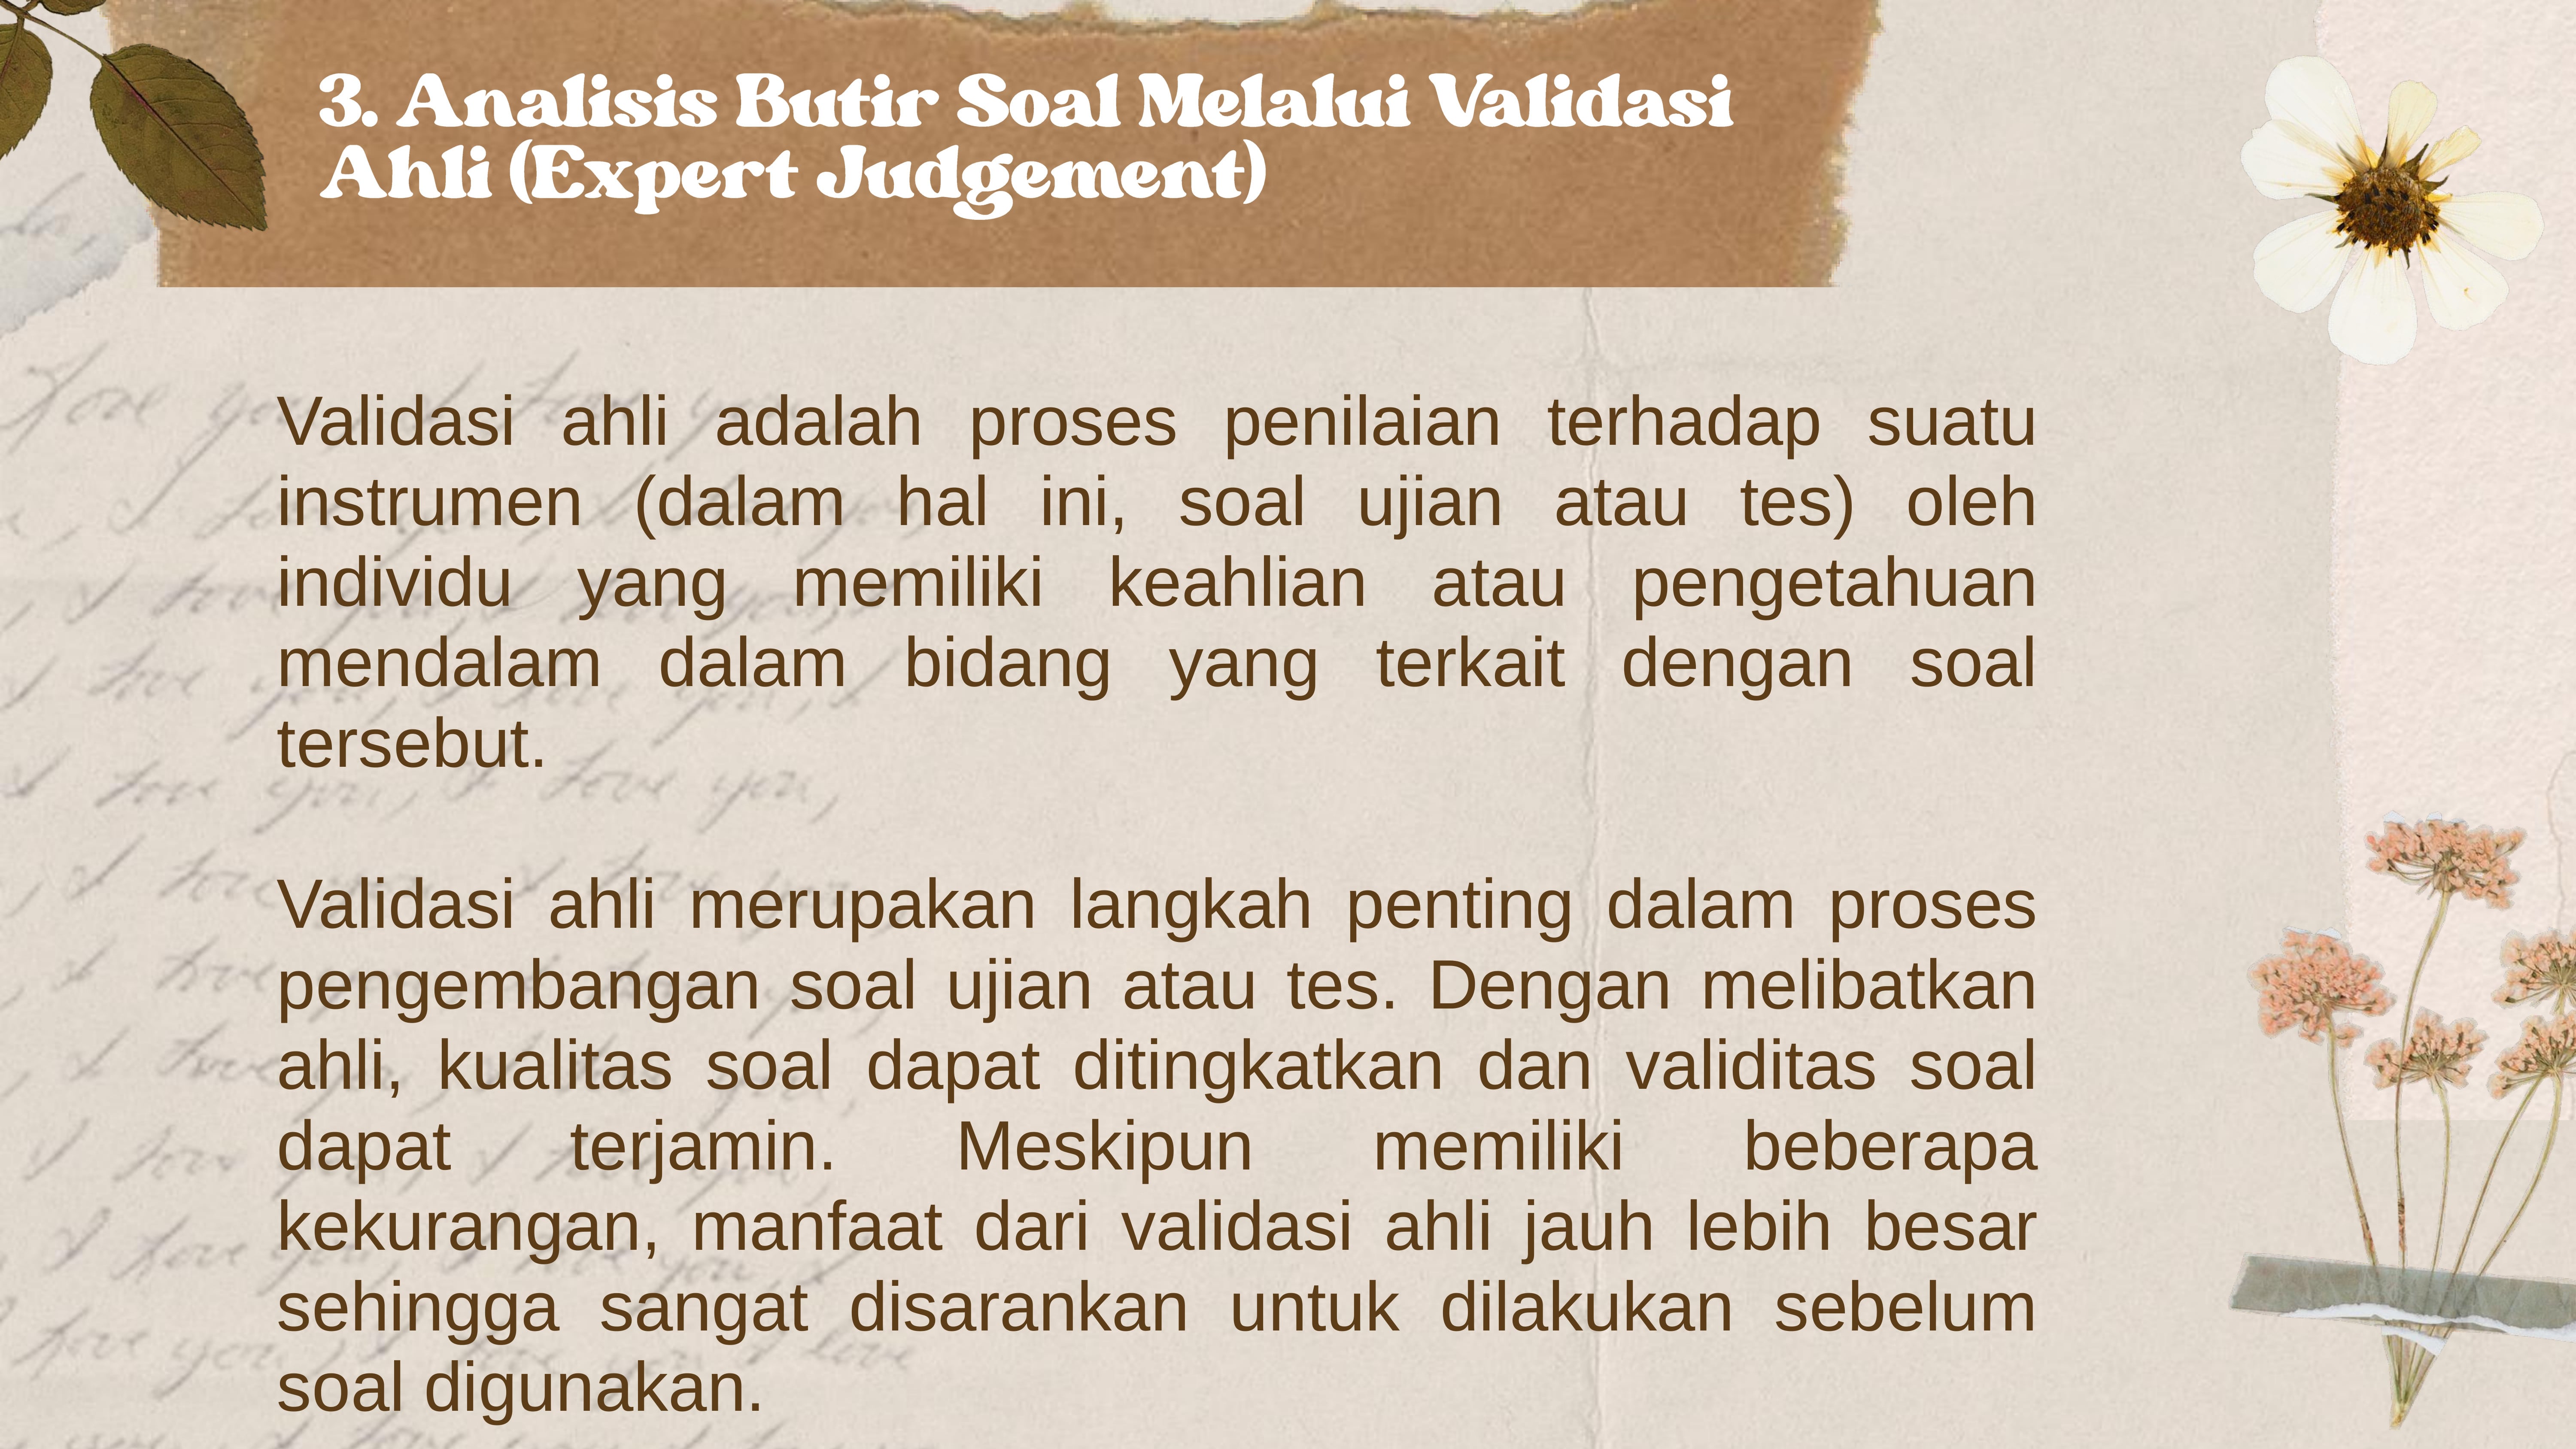 3. Analisis Butir Soal Melalui Validasi
Ahli (Expert Judgement)
Validasi ahli adalah proses penilaian terhadap suatu
instrumen (dalam hal ini, soal ujian atau tes) oleh
individu yang memiliki keahlian atau pengetahuan
mendalam dalam bidang yang terkait dengan soal
tersebut.
Validasi ahli merupakan langkah penting dalam proses
pengembangan soal ujian atau tes. Dengan melibatkan
ahli, kualitas soal dapat ditingkatkan dan validitas soal
dapat terjamin. Meskipun memiliki beberapa
kekurangan, manfaat dari validasi ahli jauh lebih besar
sehingga sangat disarankan untuk dilakukan sebelum
soal digunakan.